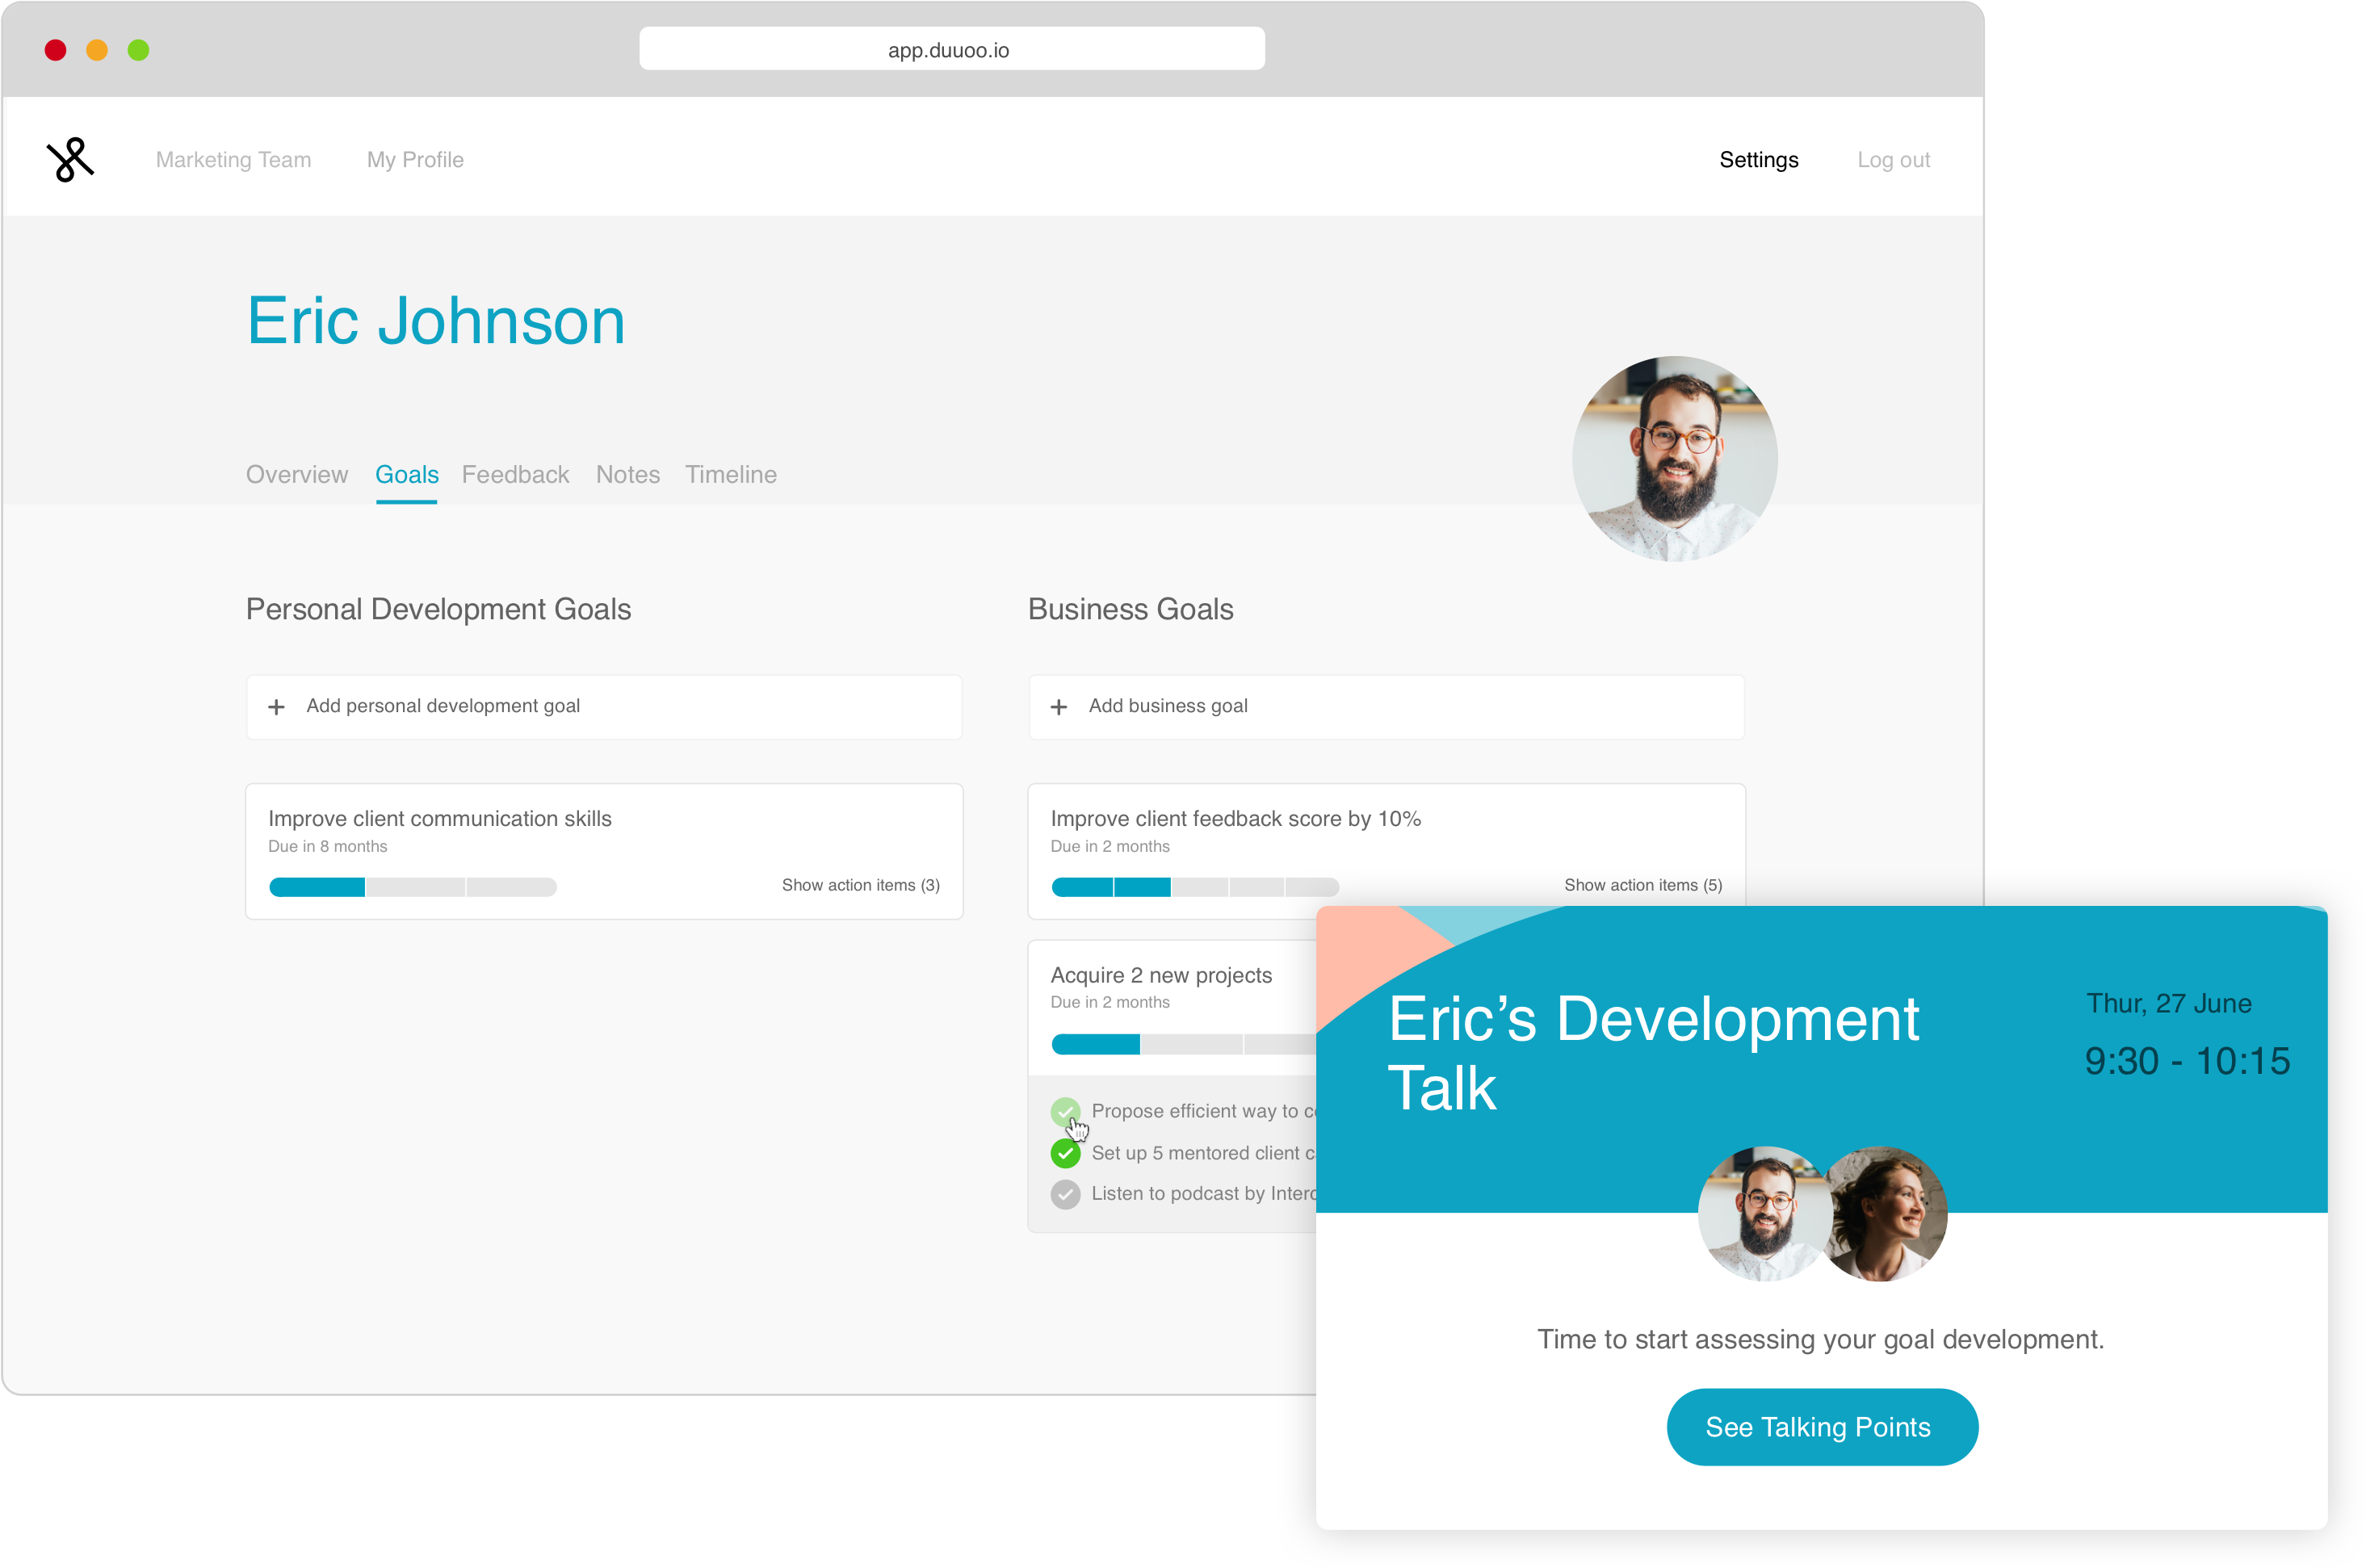 app.duuoo.io
Marketing Team
My Profile
Settings
Log out
Eric Johnson
Overview
Goals
Feedback
Notes
Timeline
Personal Development Goals
Add personal development goal
Improve client communication skills
Due in 8 months
Show action items (3)
Business Goals
Add business goal
Improve client feedback score by 10%
Due in 2 months
Show action items (5)
Acquire 2 new projects
Due in 2 months
Propose efficient way to
Set up 5 mentored client
Listen to podcast by
Eric’s Development
Talk
Thur, 27 June
9:30 - 10:15
Time to start assessing your goal development.
See Talking Points